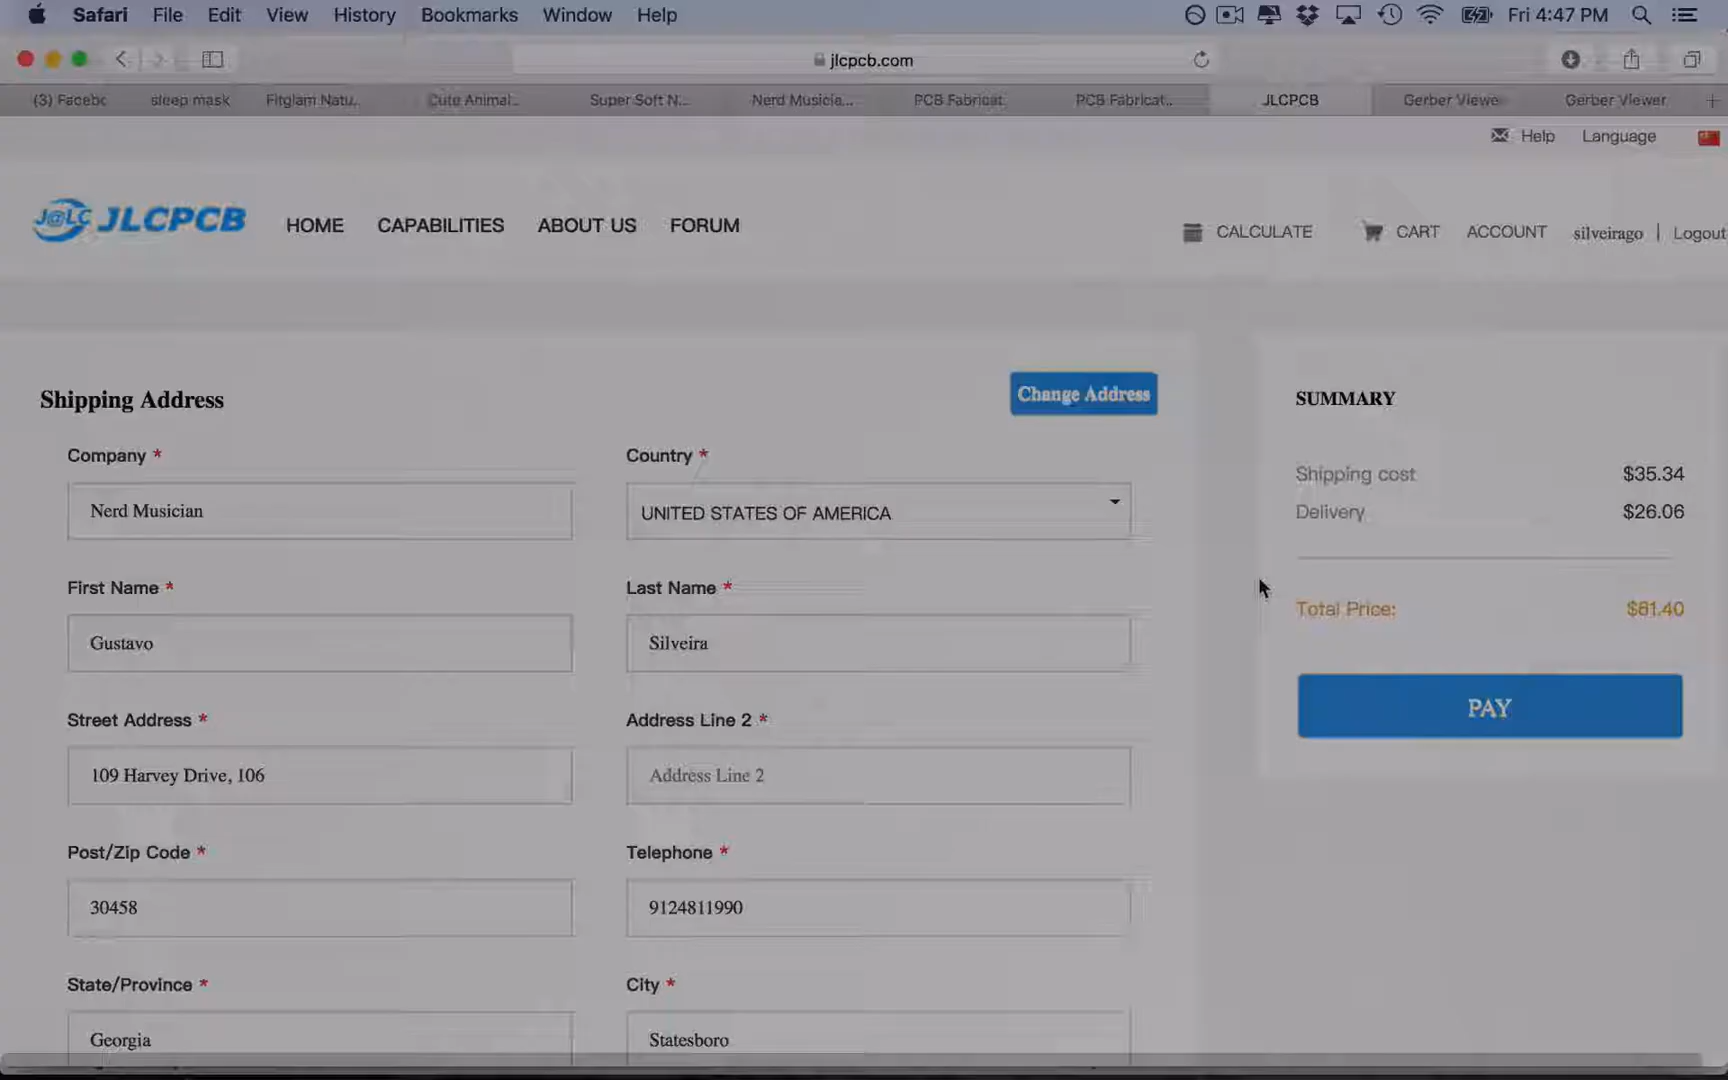 Safari File Edit View History Bookmarks Window Help Fri 4:47 PM
jlcpcb.com
(3) Facebc sleep mask Fitglam Natu... Cute Animal... Super Soft N... Nerd Musicia... PCB Fabricat. PCB Fabricat... JLCPCB Gerber Viewe Gerber Viewer +
Help Language
J@LC JLCPCB HOME CAPABILITIES ABOUT US FORUM CALCULATE CART ACCOUNT silveirago | Logout
Shipping Address Change Address SUMMARY
Company * Country *
Shipping cost $35.34
Nerd Musician UNITED STATES OF AMERICA Delivery $26.06
First Name * Last Name *
Total Price: $61.40
Gustavo Silveira
PAY
Street Address * Address Line 2 *
109 Harvey Drive, 106 Address Line 2
Post/Zip Code * Telephone *
30458 9124811990
State/Province * City *
Georgia Statesboro